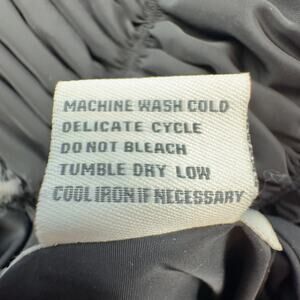 MACHINE WASH COLD
DELICATE CYCLE
DO NOT BLEACH
TUMBLE DRY LOW
COOL IRON IF NECESSARY